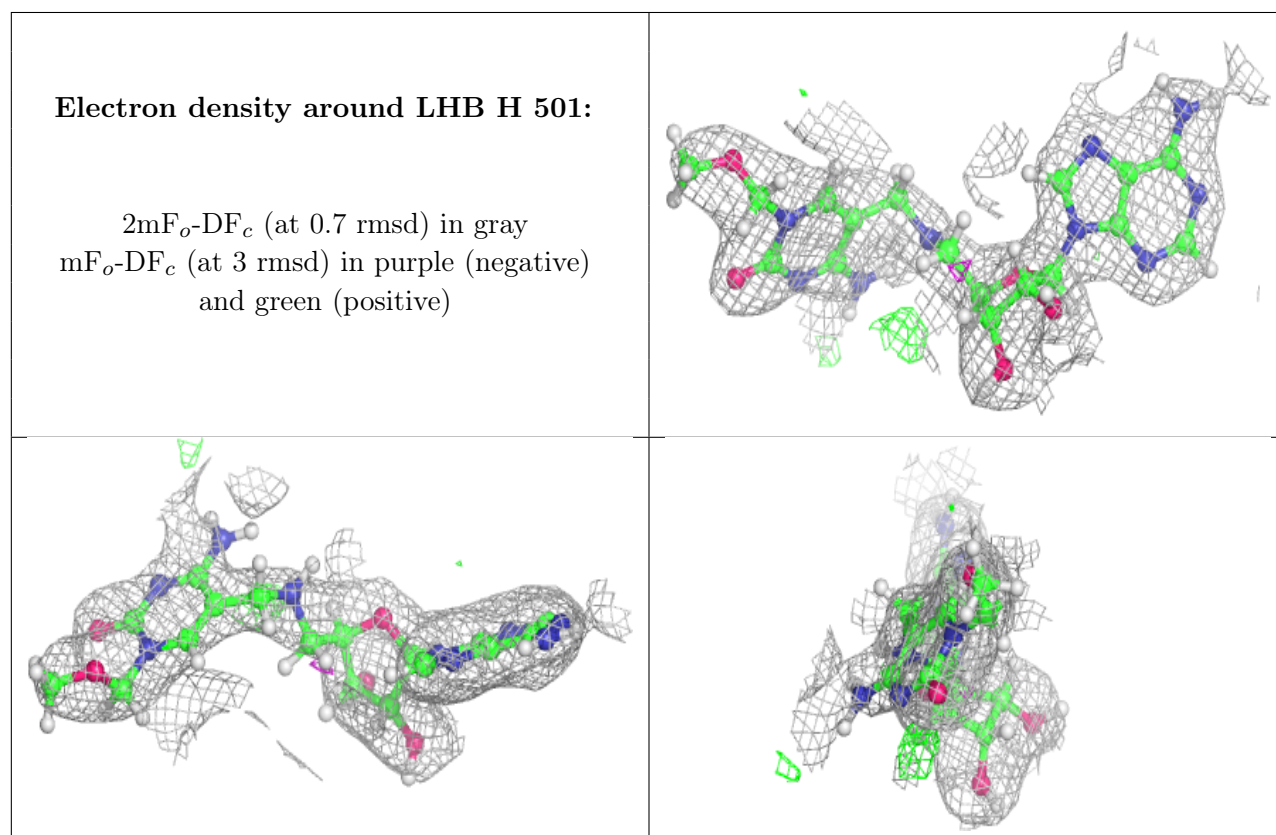 Electron density around LHB H 501:
2mFₒ-DF𝒸 (at 0.7 rmsd) in gray
mFₒ-DF𝒸 (at 3 rmsd) in purple (negative)
and green (positive)